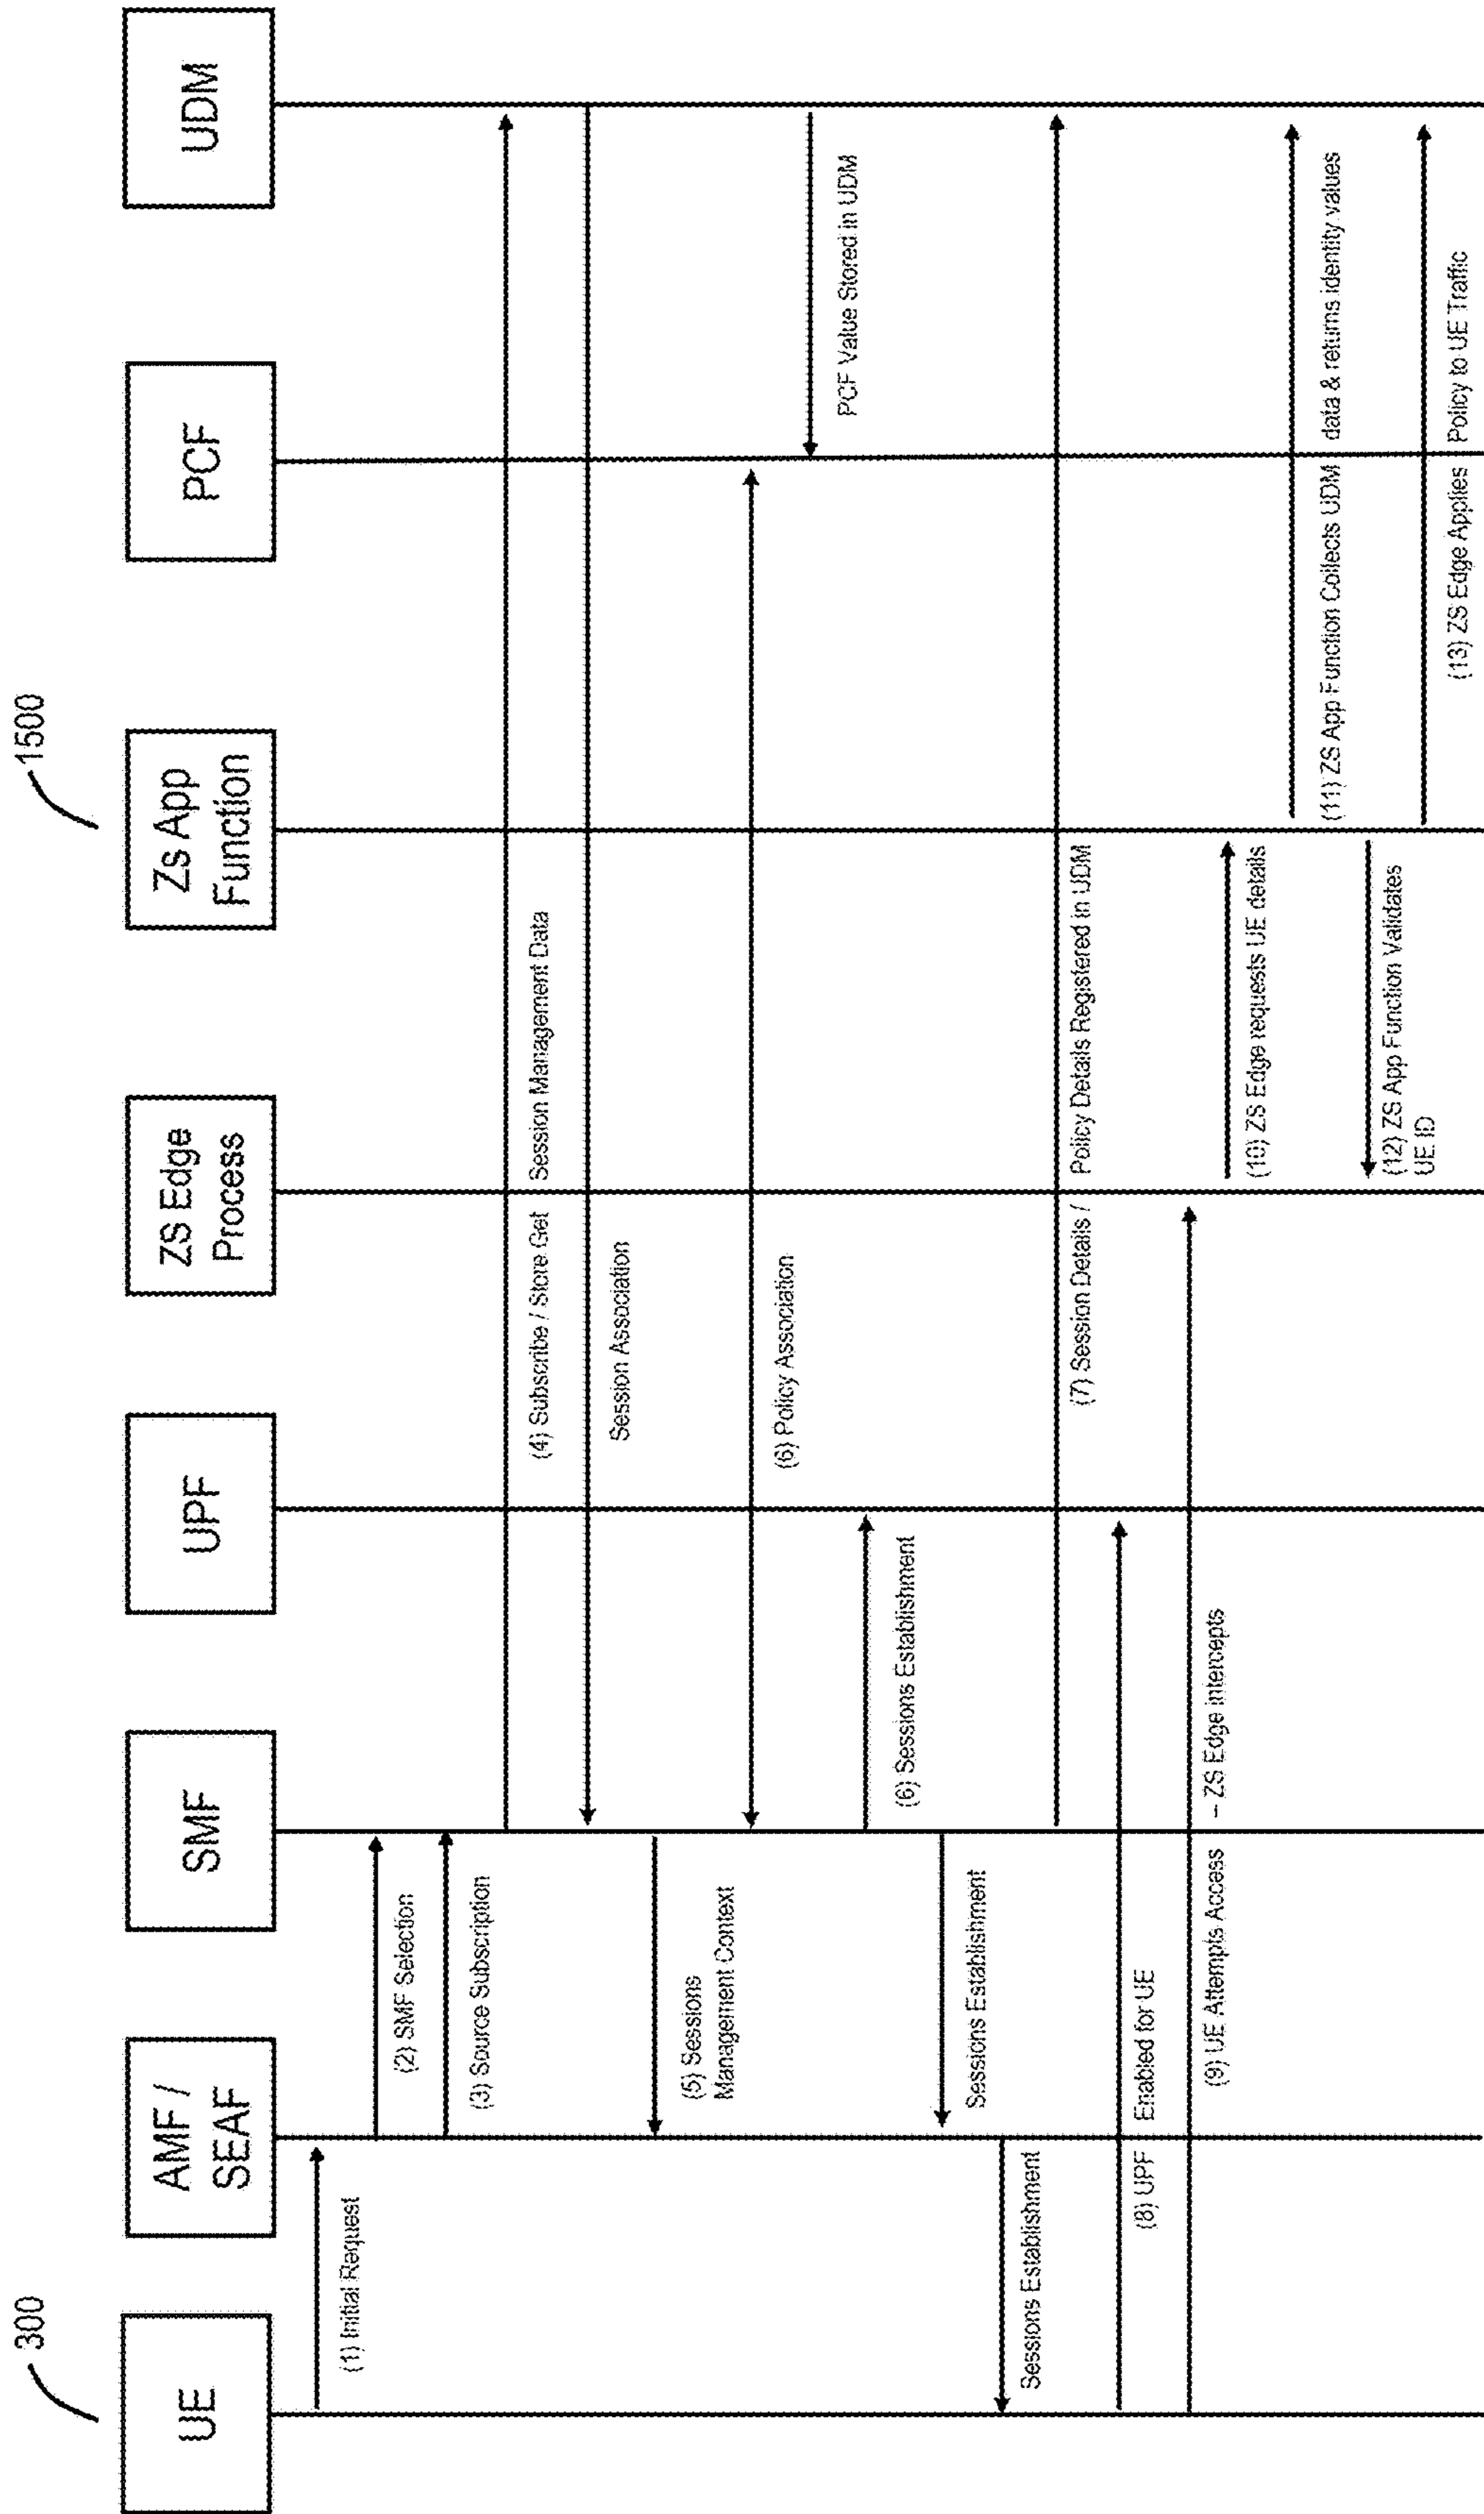 300
1500
UE
AMF /
SEAF
SMF
UPF
ZS Edge
Process
Zs App
Function
PCF
UDM
(1) Initial Request
(2) SMF Selection
(3) Source Subscription
(4) Subscribe / Store Get Session Management Data
Session Association
(5) Sessions
Management Context
(6) Policy Association
PCF Value Stored in UDM
(6) Sessions Establishment
Sessions Establishment
Sessions Establishment
(7) Session Details / Policy Details Registered in UDM
(8) UPF Enabled for UE
(9) UE Attempts Access – ZS Edge intercepts
(10) ZS Edge requests UE details
(11) ZS App Function Collects UDM data & returns identity values
(12) ZS App Function Validates
UE ID
(13) ZS Edge Applies Policy to UE Traffic